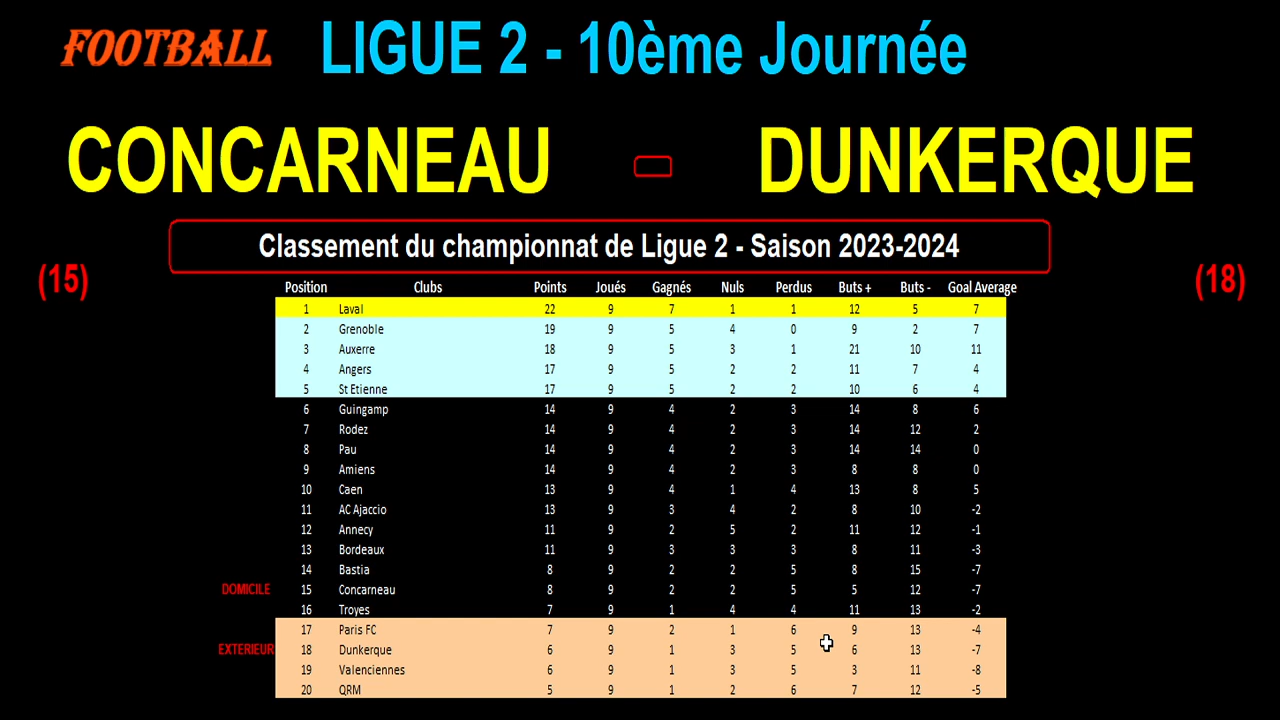 FOOTBALL LIGUE 2 - 10ème Journée
CONCARNEAU - DUNKERQUE
Classement du championnat de Ligue 2 - Saison 2023-2024
(15) (18)
Position Clubs Points Joués Gagnés Nuls Perdus Buts + Buts - Goal Average
1 Laval 22 9 7 1 1 12 5 7
2 Grenoble 19 9 5 4 0 9 2 7
3 Auxerre 18 9 5 3 1 21 10 11
4 Angers 17 9 5 2 2 11 7 4
5 St Etienne 17 9 5 2 2 10 6 4
6 Guingamp 14 9 4 2 3 14 8 6
7 Rodez 14 9 4 2 3 14 12 2
8 Pau 14 9 4 2 3 14 14 0
9 Amiens 14 9 4 2 3 8 8 0
10 Caen 13 9 4 1 4 13 8 5
11 AC Ajaccio 13 9 3 4 2 8 10 -2
12 Annecy 11 9 2 5 2 11 12 -1
13 Bordeaux 11 9 3 3 3 8 11 -3
14 Bastia 8 9 2 2 5 8 15 -7
DOMICILE 15 Concarneau 8 9 2 2 5 5 12 -7
16 Troyes 7 9 1 4 4 11 13 -2
17 Paris FC 7 9 2 1 6 9 13 -4
EXTERIEUR 18 Dunkerque 6 9 1 3 5 6 13 -7
19 Valenciennes 6 9 1 3 5 3 11 -8
20 QRM 5 9 1 2 6 7 12 -5